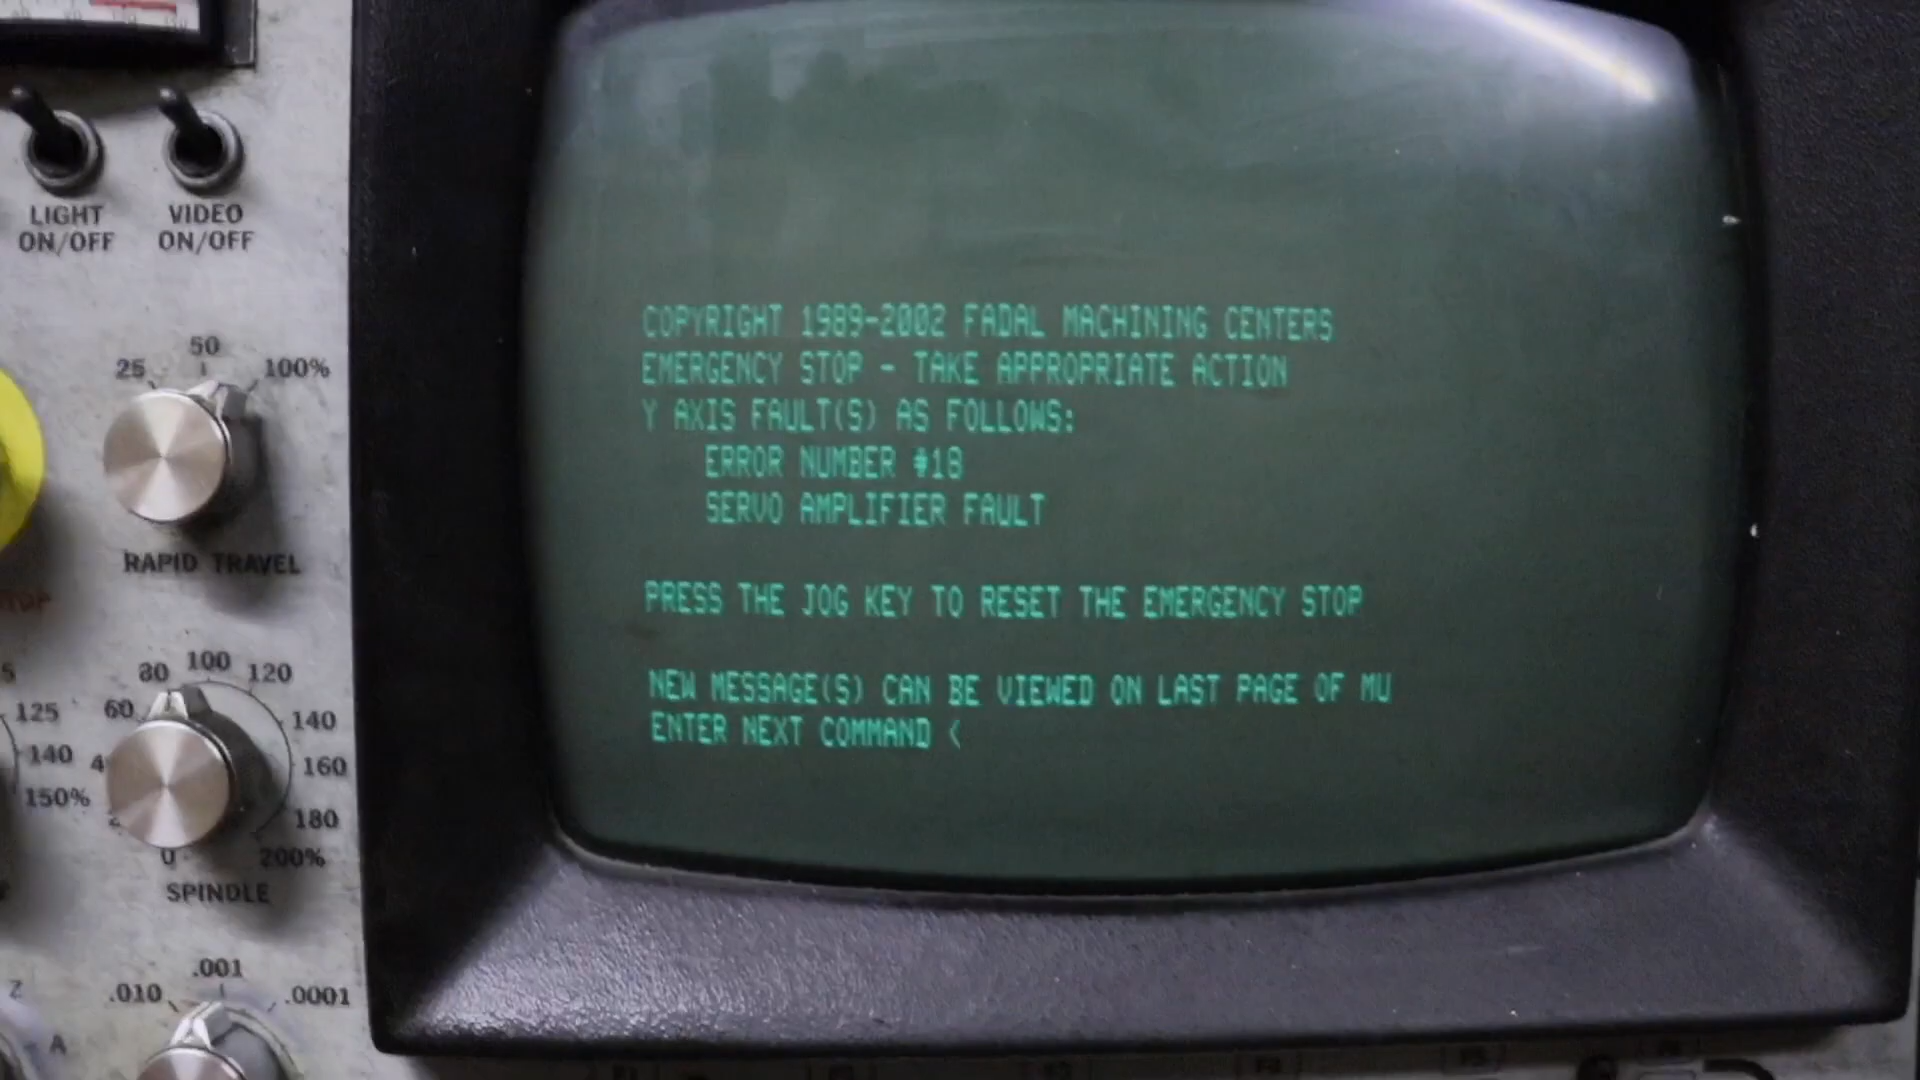 LIGHT
ON/OFF
VIDEO
ON/OFF
25 50 100%
RAPID TRAVEL
60 80 100 120
140
160
180
0 200%
SPINDLE
125
140
150%
.010 .001 .0001
Z
A
COPYRIGHT 1989-2002 FADAL MACHINING CENTERS
EMERGENCY STOP - TAKE APPROPRIATE ACTION
Y AXIS FAULT(S) AS FOLLOWS:
ERROR NUMBER #18
SERVO AMPLIFIER FAULT
PRESS THE JOG KEY TO RESET THE EMERGENCY STOP
NEW MESSAGE(S) CAN BE VIEWED ON LAST PAGE OF MU
ENTER NEXT COMMAND <